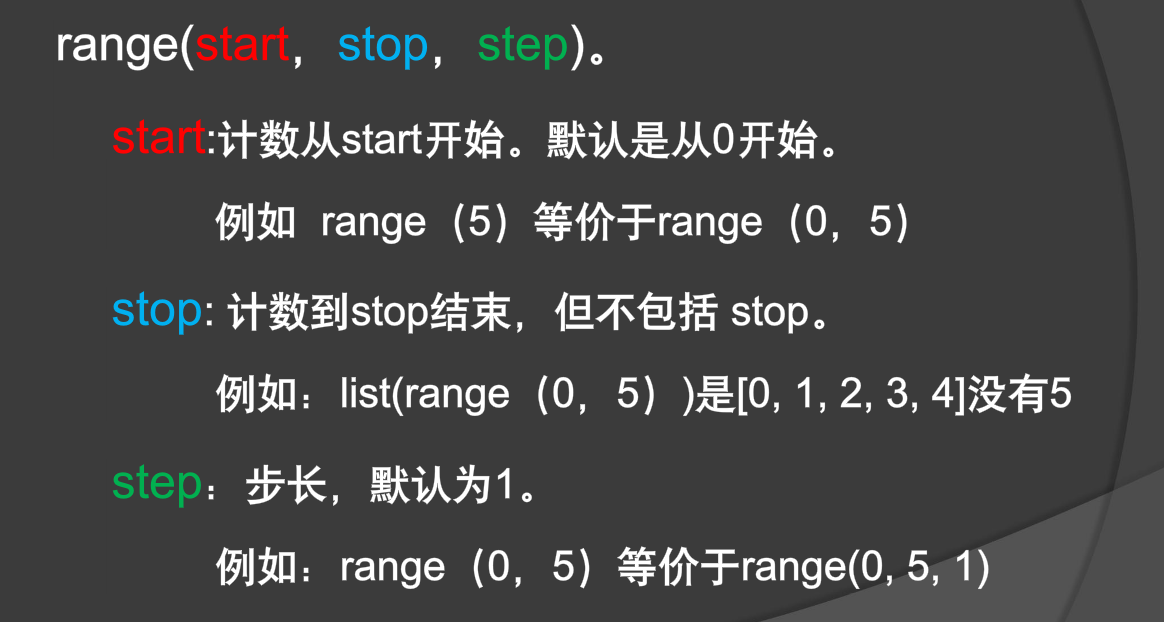 range(start，stop，step)。
start:计数从start开始。默认是从0开始。
例如 range（5）等价于range（0，5）
stop: 计数到stop结束，但不包括 stop。
例如：list(range（0，5）)是[0, 1, 2, 3, 4]没有5
step：步长，默认为1。
例如：range（0，5）等价于range(0, 5, 1)